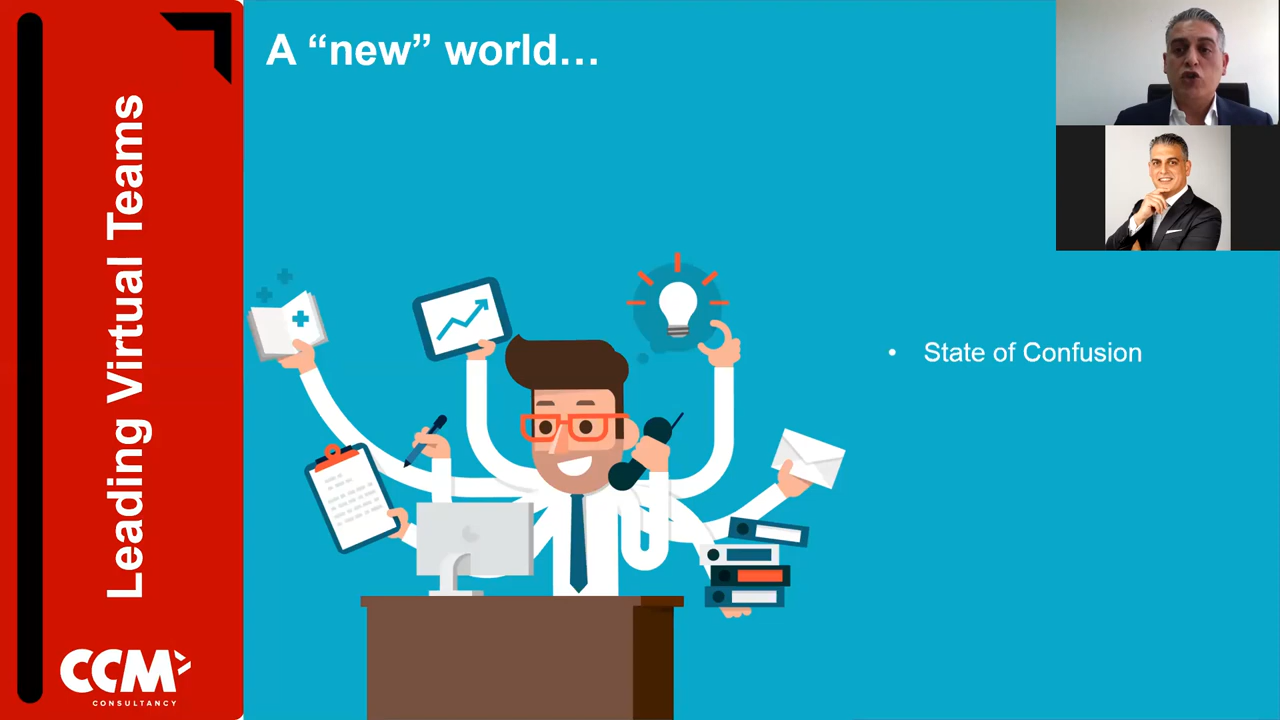 A “new” world…
Leading Virtual Teams
• State of Confusion
CCM
CONSULTANCY